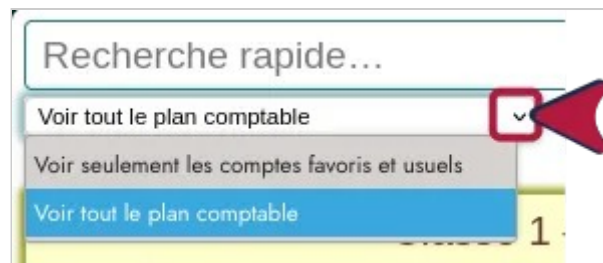 Recherche rapide…
Voir tout le plan comptable
Voir seulement les comptes favoris et usuels
Voir tout le plan comptable
1